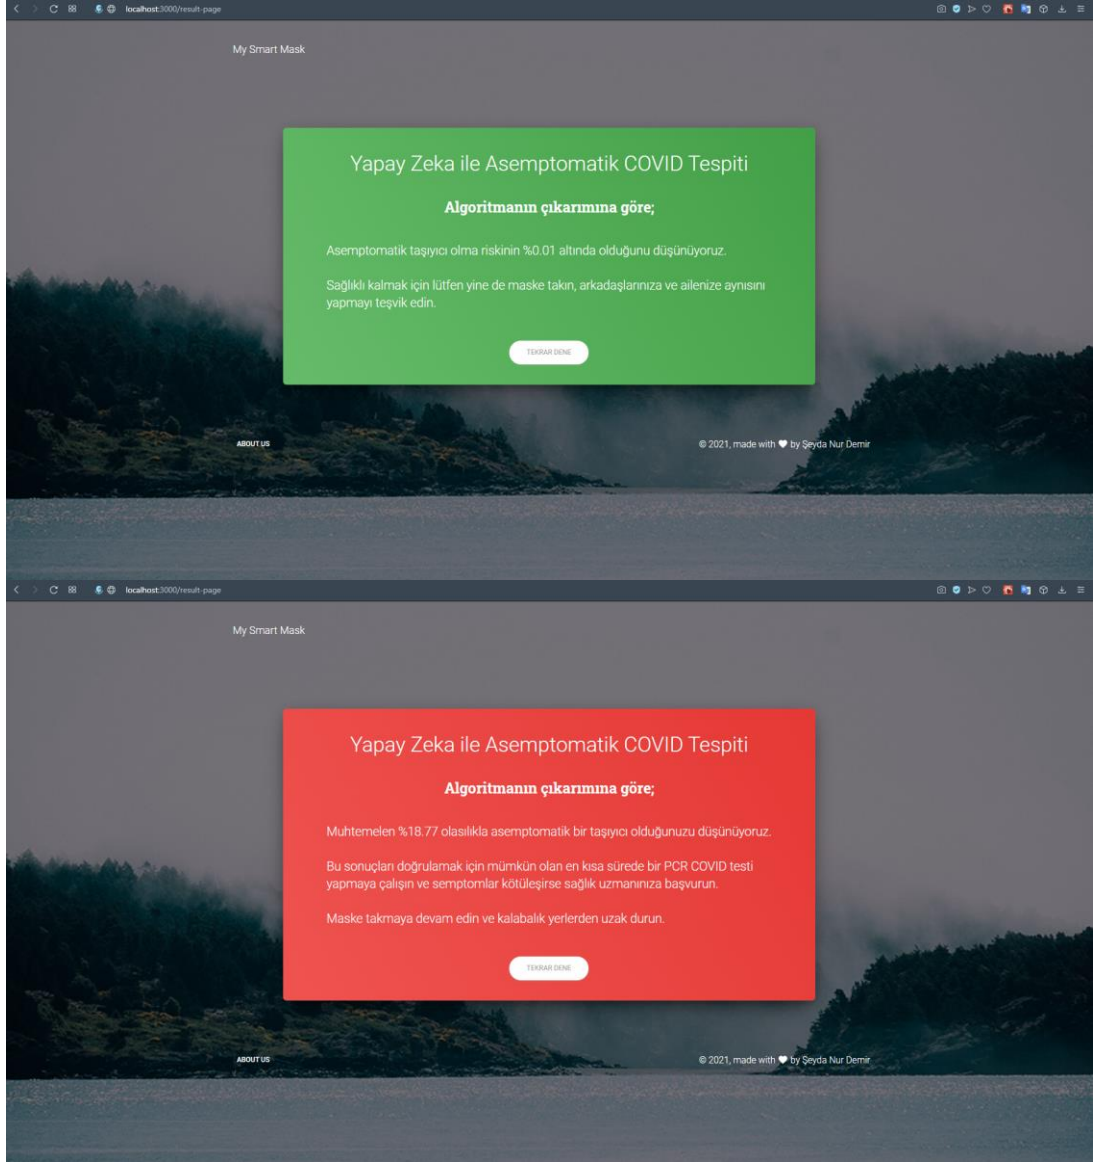 localhost:3000/result-page
My Smart Mask
Yapay Zeka ile Asemptomatik COVID Tespiti
Algoritmanın çıkarımına göre;
Asemptomatik taşıyıcı olma riskinin %0.01 altında olduğunu düşünüyoruz.
Sağlıklı kalmak için lütfen yine de maske takın, arkadaşlarınıza ve ailenize aynısını
yapmayı teşvik edin.
TEKRAR DENE
ABOUT US
© 2021, made with ♥ by Şeyda Nur Demir
localhost:3000/result-page
My Smart Mask
Yapay Zeka ile Asemptomatik COVID Tespiti
Algoritmanın çıkarımına göre;
Muhtemelen %18.77 olasılıkla asemptomatik bir taşıyıcı olduğunuzu düşünüyoruz.
Bu sonuçları doğrulamak için mümkün olan en kısa sürede bir PCR COVID testi
yapmaya çalışın ve semptomlar kötüleşirse sağlık uzmanınıza başvurun.
Maske takmaya devam edin ve kalabalık yerlerden uzak durun.
TEKRAR DENE
ABOUT US
© 2021, made with ♥ by Şeyda Nur Demir